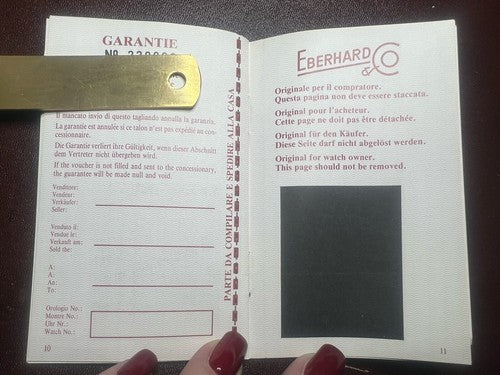 GARANTIE
Nº
Il mancato invio di questo tagliando annulla la garanzia.
La garantie est annulée si ce talon n'est pas expédié au con-
cessionnaire.
Die Garantie verliert ihre Gültigkeit, wenn dieser Abschnitt
dem Vertreter nicht übergeben wird.
If the voucher is not filled and sent to the concessionary,
the guarantee will be made null and void.
Venditore:
Vendeur:
Verkäufer:
Seller:
Venduto il:
Vendue le:
Verkauft am:
Sold the:
A:
A:
An:
To:
Orologio No.:
Montre No.:
Uhr Nr.:
Watch No.:
10
PARTE DA COMPILARE E SPEDIRE ALLA CASA
EBERHARD & CO
Originale per il compratore.
Questa pagina non deve essere staccata.
Original pour l'acheteur.
Cette page ne doit pas être détachée.
Original für den Käufer.
Diese Seite darf nicht abgelöst werden.
Original for watch owner.
This page should not be removed.
11